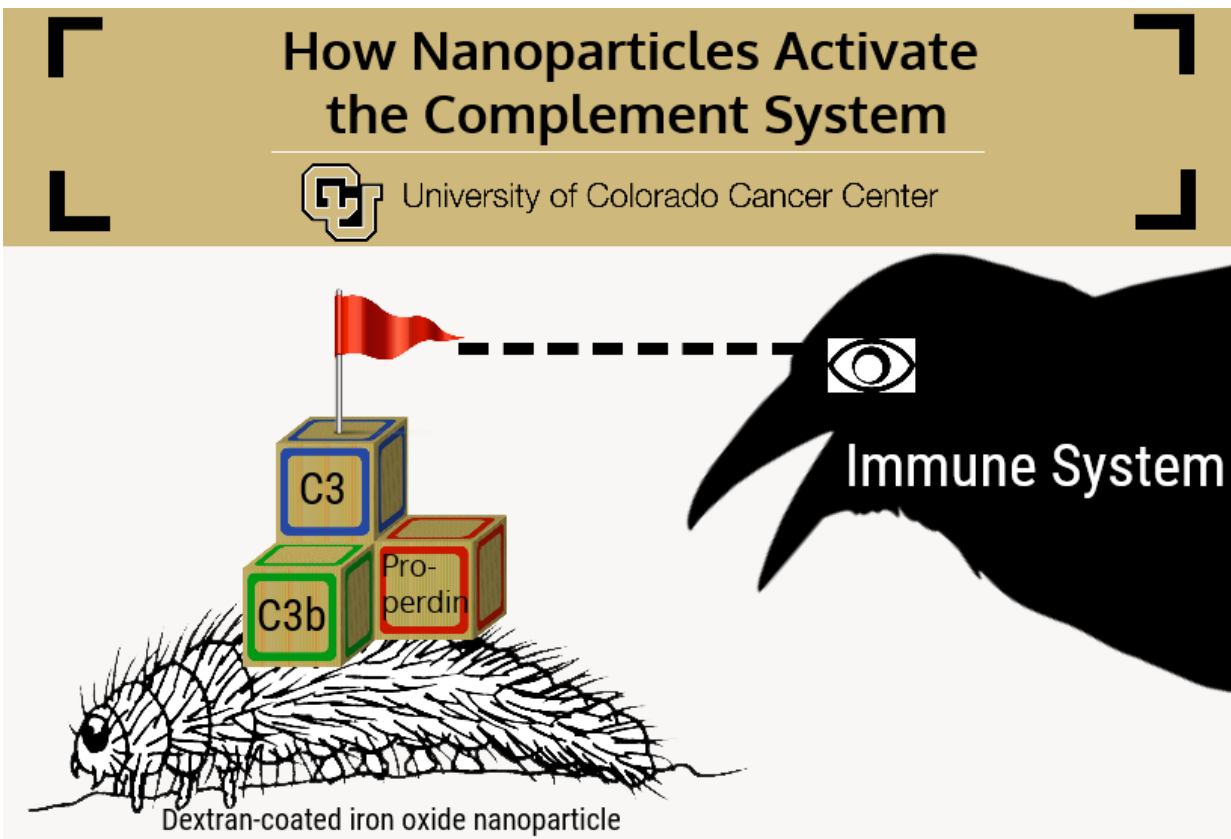 How Nanoparticles Activate
the Complement System
CU University of Colorado Cancer Center
C3
Pro-
perdin
C3b
Immune System
Dextran-coated iron oxide nanoparticle